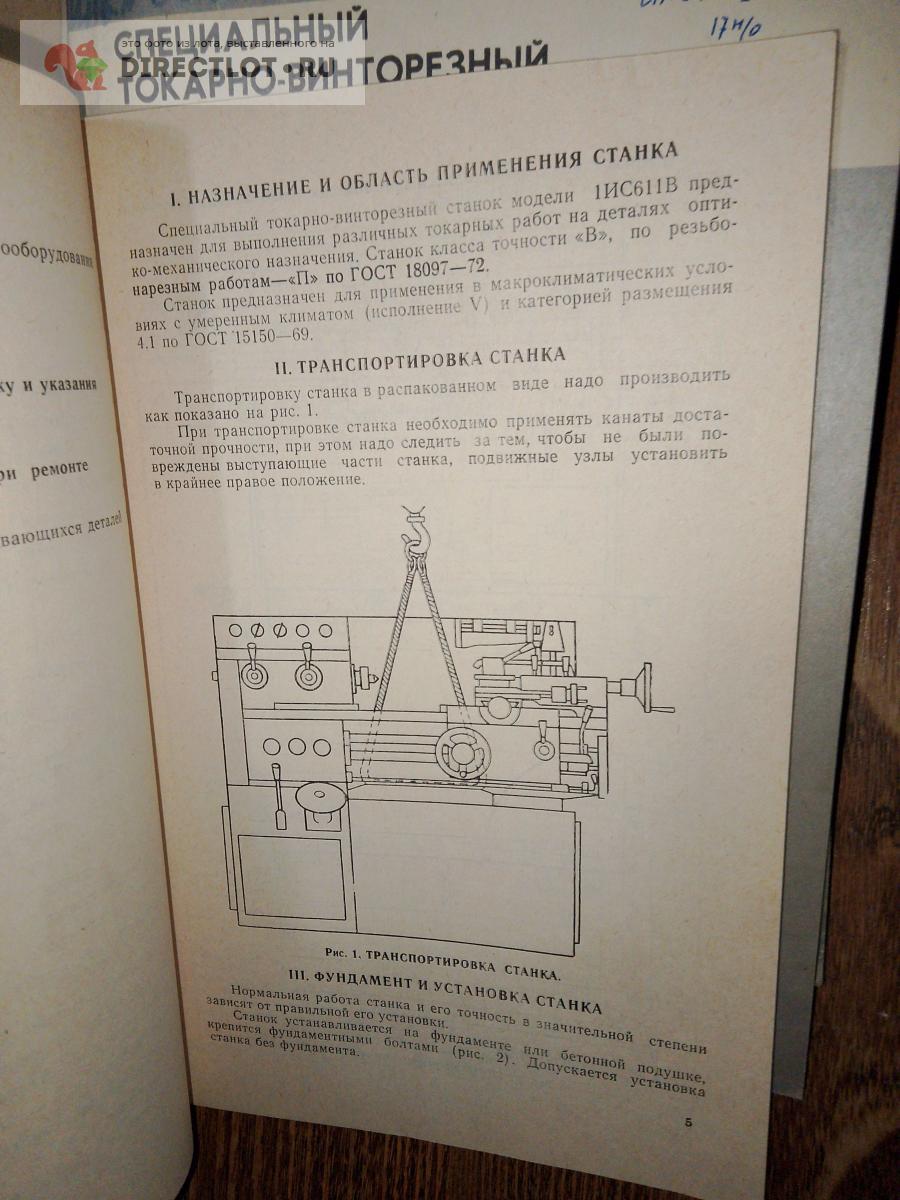 17 н/о
СПЕЦИАЛЬНЫЙ
это фото из лота, выставленного на
DIRECTLOT.RU
ТОКАРНО-ВИНТОРЕЗНЫЙ
ооборудования
ку и указания
ри ремонте
вающихся деталей
I. НАЗНАЧЕНИЕ И ОБЛАСТЬ ПРИМЕНЕНИЯ СТАНКА
Специальный токарно-винторезный станок модели 1ИС611В пред-
назначен для выполнения различных токарных работ на деталях опти-
ко-механического назначения. Станок класса точности «В», по резьбо-
нарезным работам—«П» по ГОСТ 18097—72.
Станок предназначен для применения в макроклиматических усло-
виях с умеренным климатом (исполнение V) и категорией размещения
4.1 по ГОСТ 15150—69.
II. ТРАНСПОРТИРОВКА СТАНКА
Транспортировку станка в распакованном виде надо производить
как показано на рис. 1.
При транспортировке станка необходимо применять канаты доста-
точной прочности, при этом надо следить за тем, чтобы не были по-
вреждены выступающие части станка, подвижные узлы установить
в крайнее правое положение.
Рис. 1. ТРАНСПОРТИРОВКА СТАНКА.
III. ФУНДАМЕНТ И УСТАНОВКА СТАНКА
Нормальная работа станка и его точность в значительной степени
зависят от правильной его установки.
Станок устанавливается на фундаменте или бетонной подушке,
крепится фундаментными болтами (рис. 2). Допускается установка
станка без фундамента.
5